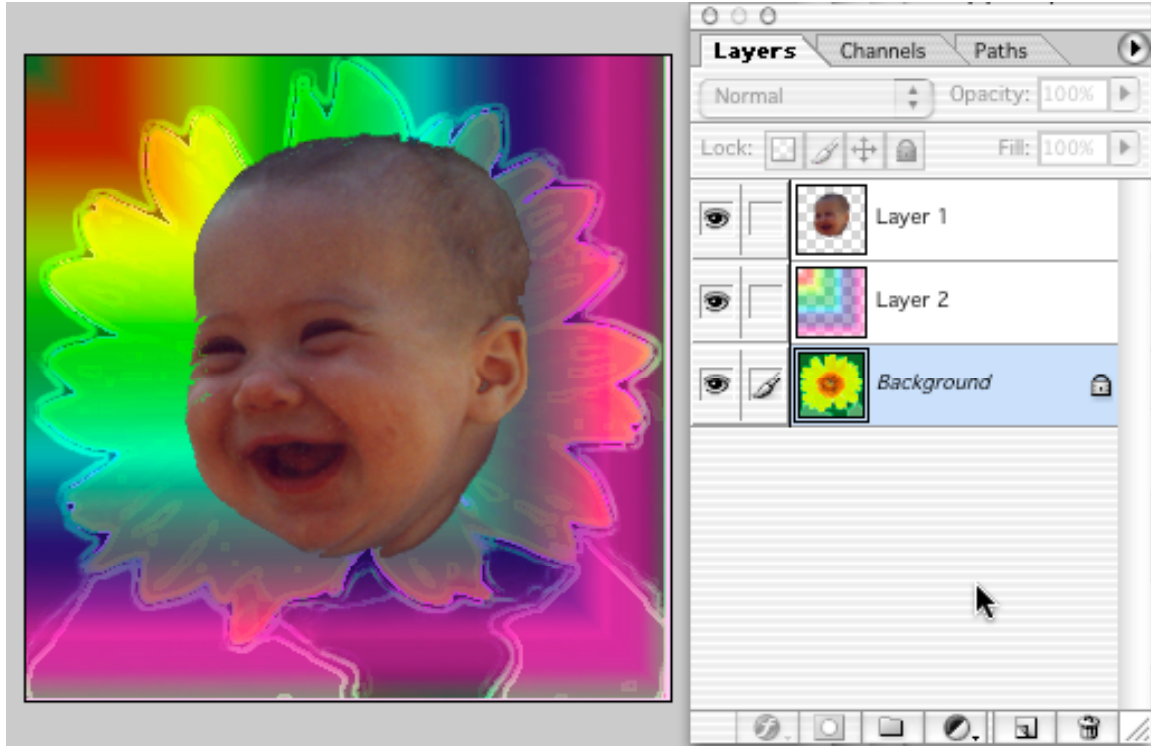 Layers Channels Paths
Normal Opacity: 100%
Lock: Fill: 100%
Layer 1
Layer 2
Background